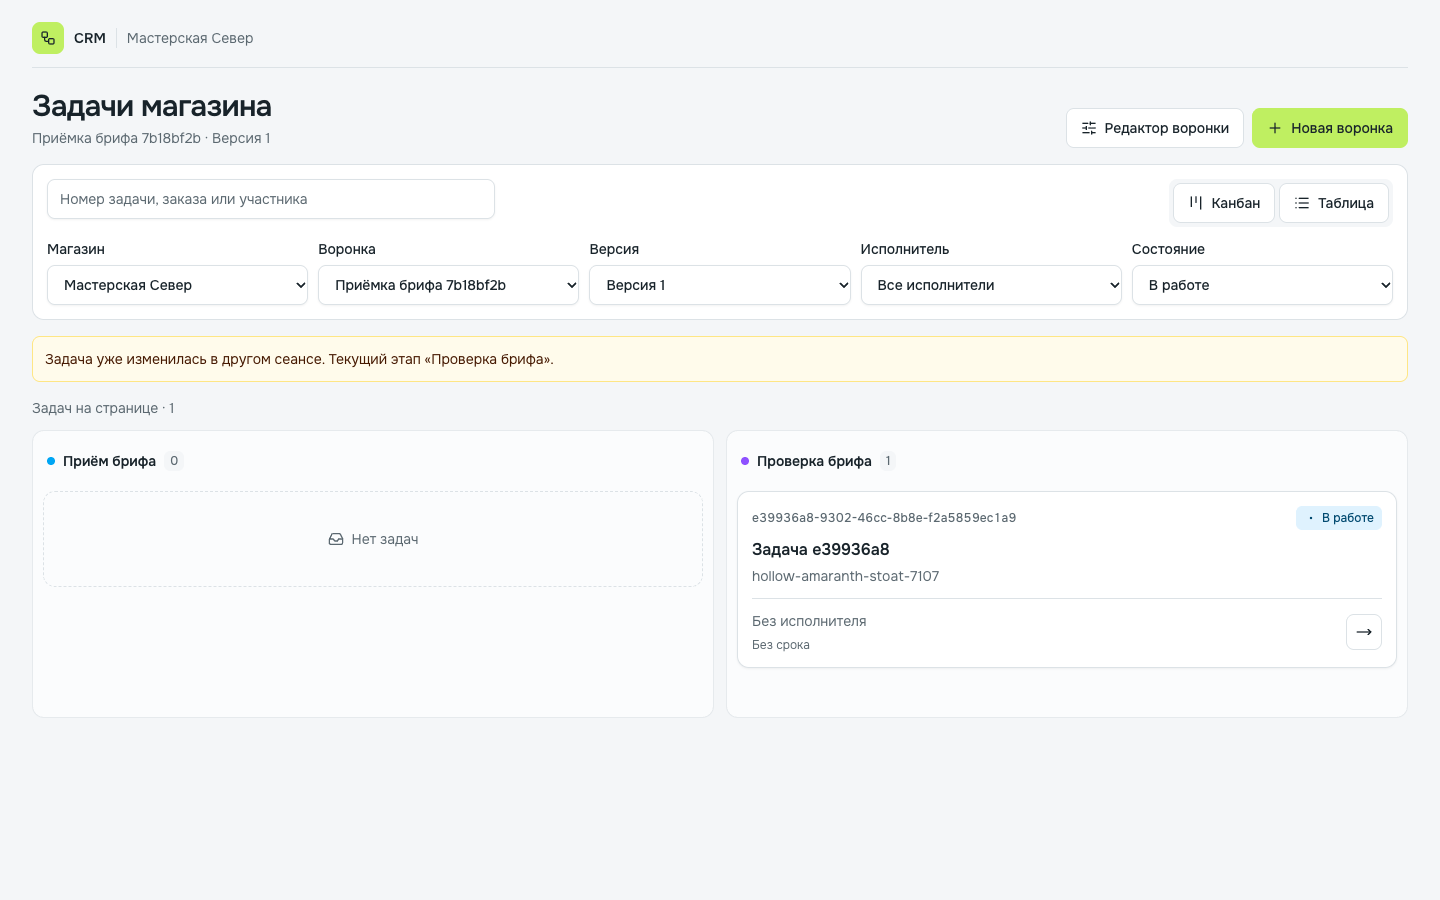 CRM
Мастерская Север
Задачи магазина
Приёмка брифа 7b18bf2b · Версия 1
Редактор воронки
Новая воронка
Номер задачи, заказа или участника
Канбан
Таблица
Магазин
Воронка
Версия
Исполнитель
Состояние
Мастерская Север
Приёмка брифа 7b18bf2b
Версия 1
Все исполнители
В работе
Задача уже изменилась в другом сеансе. Текущий этап «Проверка брифа».
Задач на странице · 1
Приём брифа 0
Нет задач
Проверка брифа 1
e39936a8-9302-46cc-8b8e-f2a5859ec1a9
· В работе
Задача e39936a8
hollow-amaranth-stoat-7107
Без исполнителя
Без срока